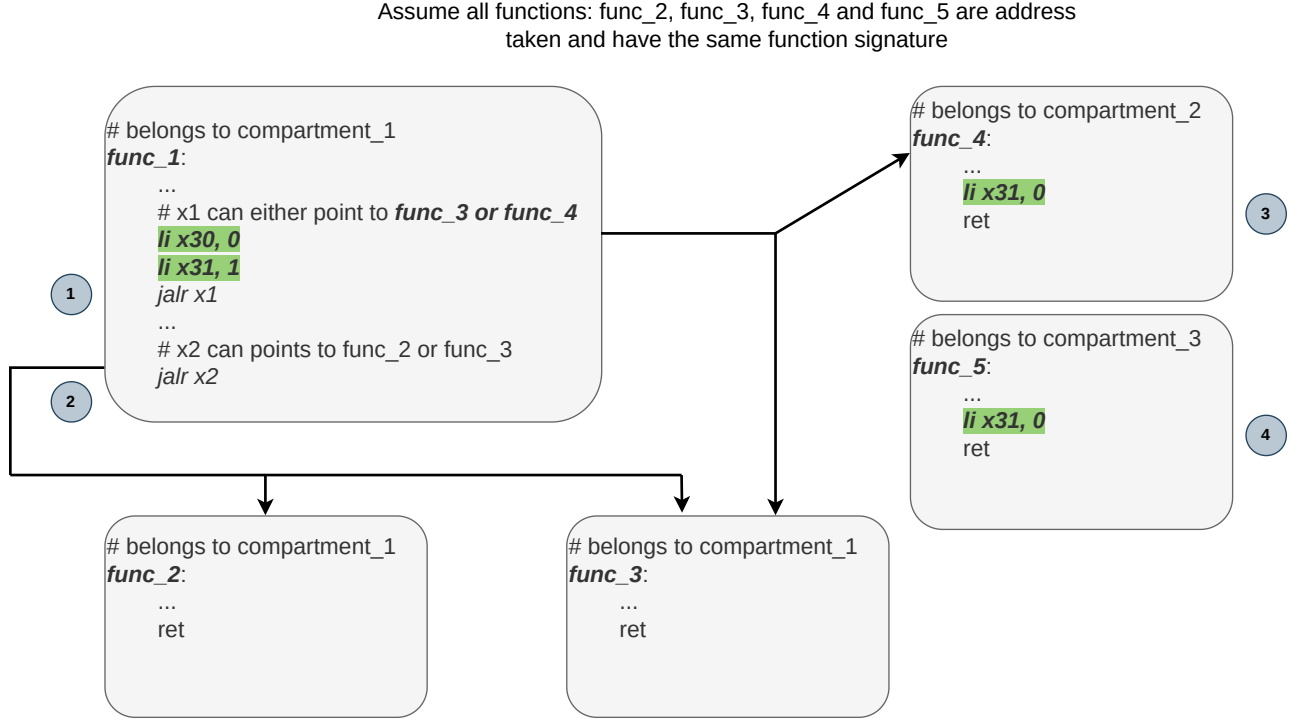 Assume all functions: func_2, func_3, func_4 and func_5 are address
taken and have the same function signature
# belongs to compartment_1
func_1:
...
# x1 can either point to func_3 or func_4
li x30, 0
li x31, 1
jalr x1
...
# x2 can points to func_2 or func_3
jalr x2
1
2
# belongs to compartment_2
func_4:
...
li x31, 0
ret
3
# belongs to compartment_3
func_5:
...
li x31, 0
ret
4
# belongs to compartment_1
func_2:
...
ret
# belongs to compartment_1
func_3:
...
ret